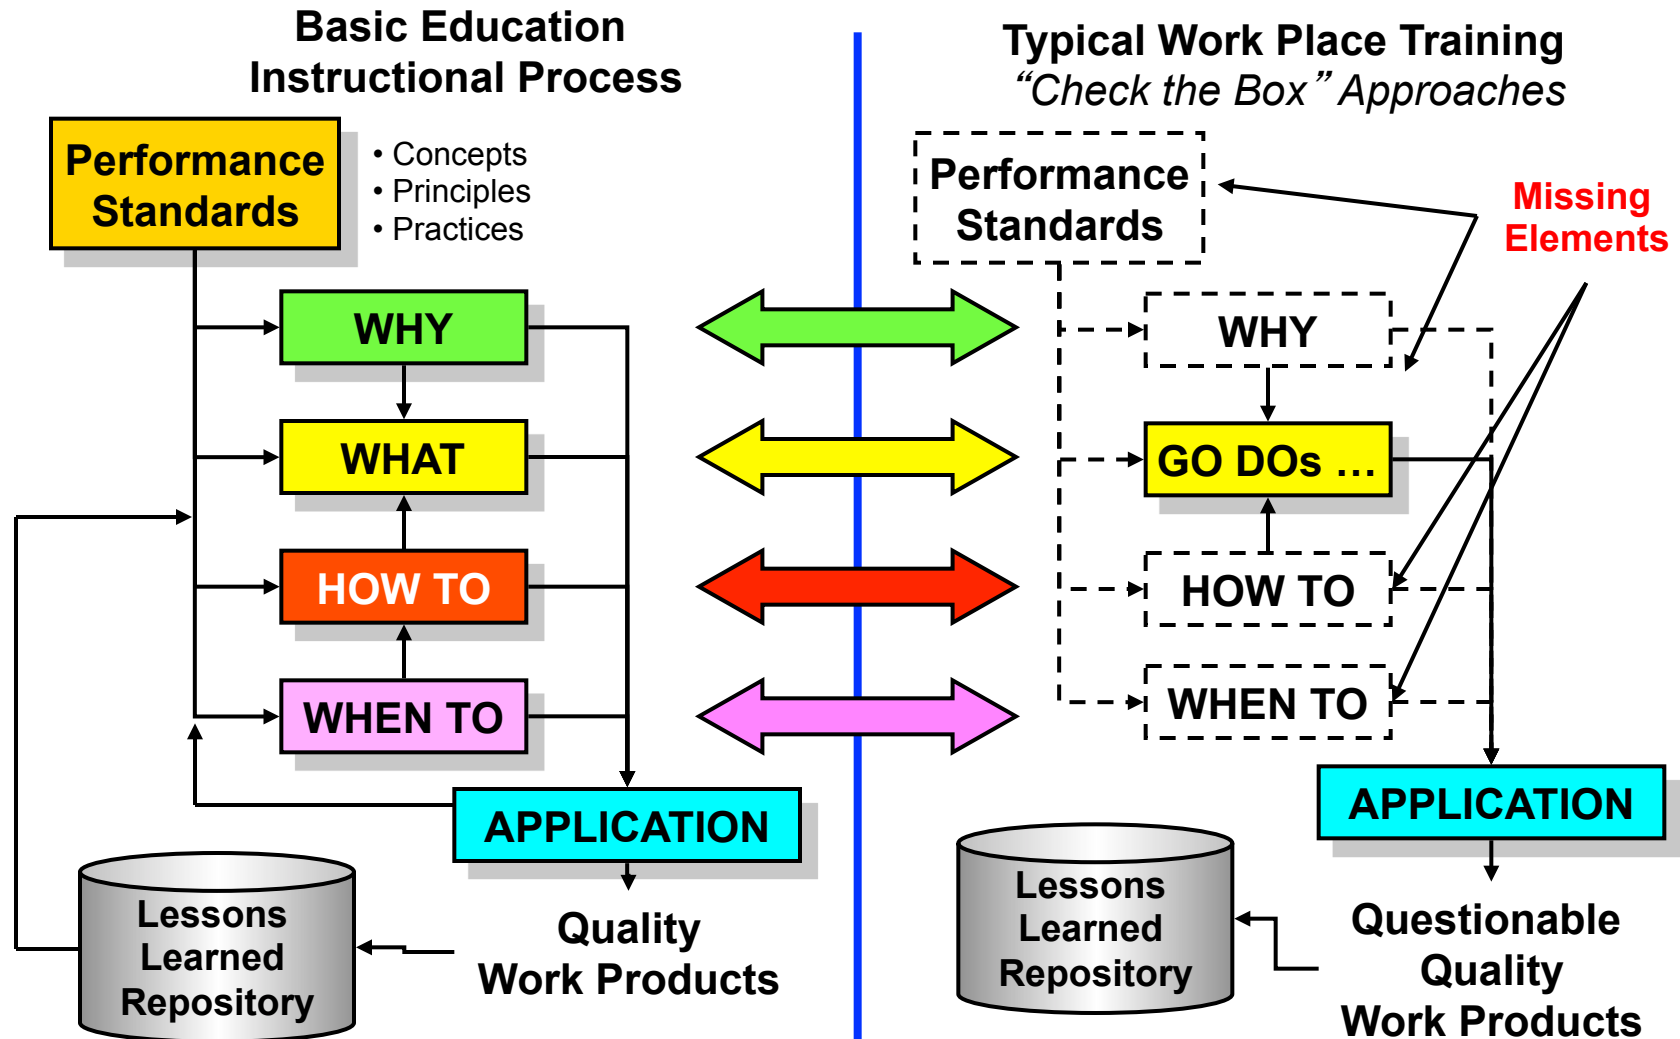 Basic Education
Instructional Process
Performance
Standards
• Concepts
• Principles
• Practices
WHY
WHAT
HOW TO
WHEN TO
APPLICATION
Lessons
Learned
Repository
Quality
Work Products
Typical Work Place Training
“Check the Box” Approaches
Performance
Standards
Missing
Elements
WHY
GO DOs ...
HOW TO
WHEN TO
APPLICATION
Lessons
Learned
Repository
Questionable
Quality
Work Products